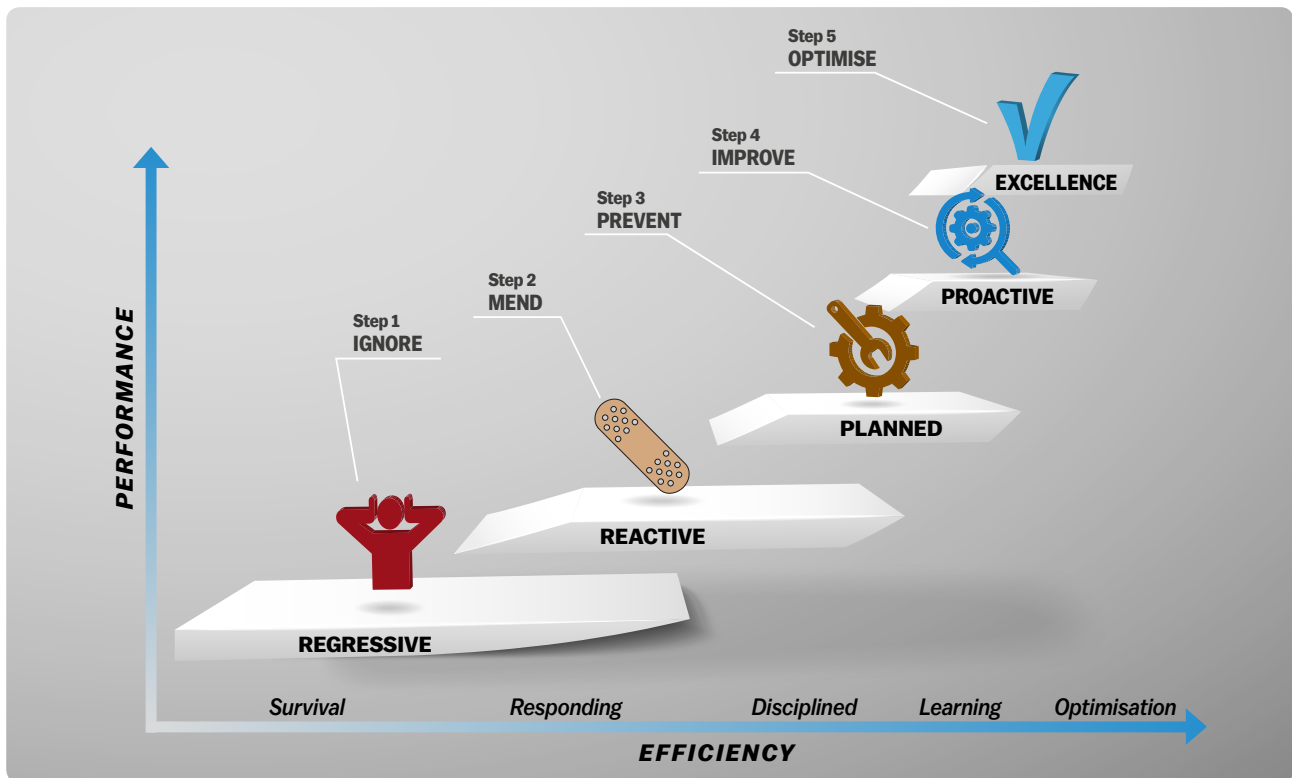 Step 5
OPTIMISE
Step 4
IMPROVE
Step 3
PREVENT
Step 2
MEND
Step 1
IGNORE
EXCELLENCE
PROACTIVE
PLANNED
REACTIVE
REGRESSIVE
PERFORMANCE
Survival Responding Disciplined Learning Optimisation
EFFICIENCY